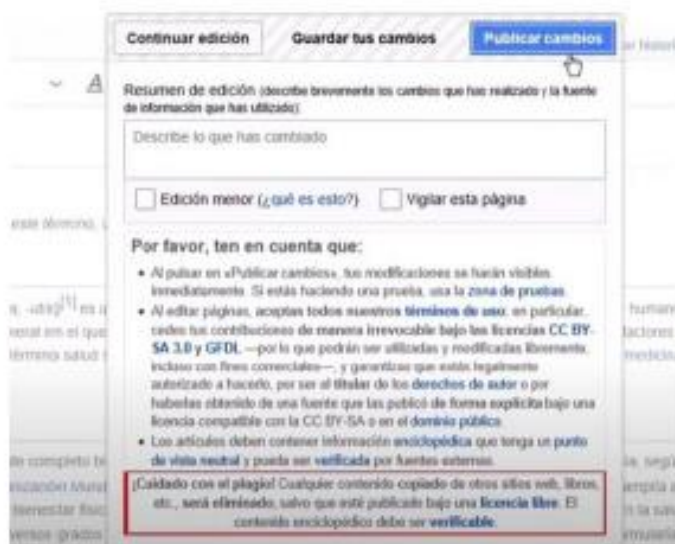 Continuar edición Guardar tus cambios Publicar cambios
Resumen de edición (describe brevemente los cambios que has realizado y la fuente
de información que has utilizado):
Describe lo que has cambiado
Edición menor (¿qué es esto?) Vigilar esta página
Por favor, ten en cuenta que:
• Al pulsar en «Publicar cambios», tus modificaciones se harán visibles
inmediatamente. Si estás haciendo una prueba, usa la zona de pruebas.
• Al editar páginas, aceptas todos nuestros términos de uso; en particular,
cedes tus contribuciones de manera irrevocable bajo las licencias CC BY-
SA 3.0 y GFDL —por lo que podrán ser utilizadas y modificadas libremente,
incluso con fines comerciales—, y garantizas que estás legalmente
autorizado a hacerlo, por ser el titular de los derechos de autor o por
haberlas obtenido de una fuente que las publicó de forma explícita bajo una
licencia compatible con la CC BY-SA o en el dominio público.
• Los artículos deben contener información enciclopédica que tenga un punto
de vista neutral y pueda ser verificada por fuentes externas.
¡Cuidado con el plagio! Cualquier contenido copiado de otros sitios web, libros,
etc., será eliminado, salvo que esté publicado bajo una licencia libre. El
contenido enciclopédico debe ser verificable.